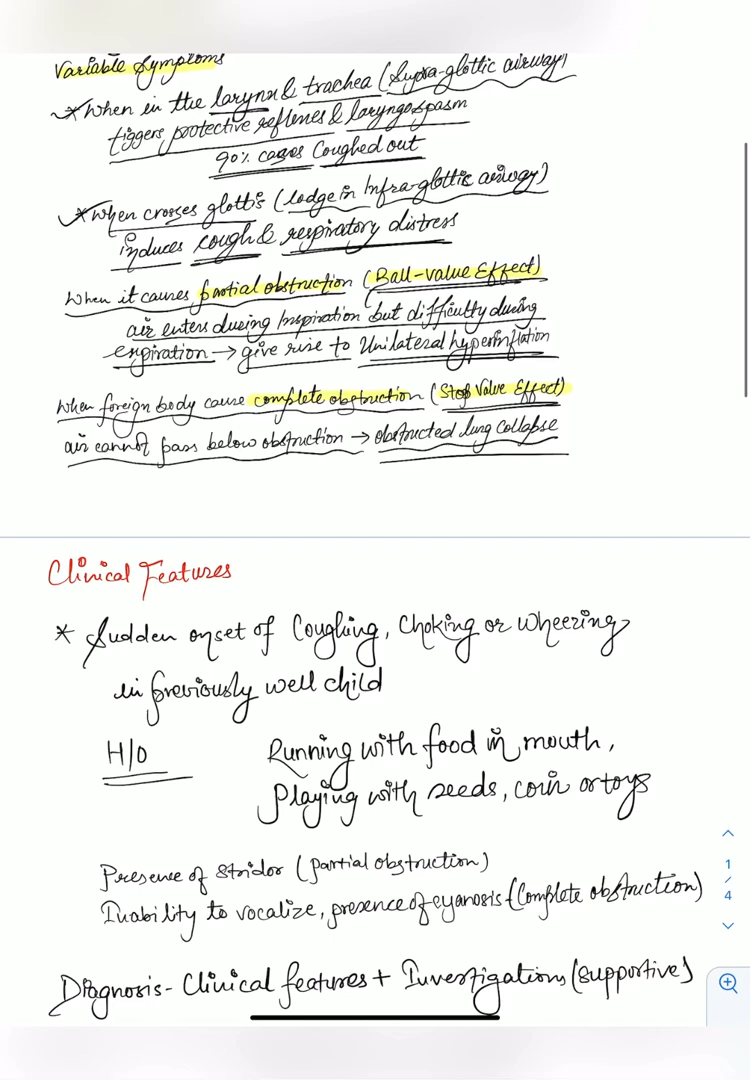 Variable Symptoms
* When in the larynx & trachea (Supra-glottic airway)
tiggers protective reflexes & laryngospasm
90% cases Coughed out
* When crosses glottis (lodge in Infra-glottic airway)
induces cough & respiratory distress
When it causes partial obstruction (Ball-value Effect)
air enters during Inspiration but difficulty during
expiration → give rise to Unilateral hyperinflation
When foreign body cause complete obstruction (Stop Value Effect)
air cannot pass below obstruction → obstructed lung collapse
Clinical Features
* Sudden onset of Coughing, Choking or wheezing
in previously well child
H/O Running with food in mouth,
Playing with seeds, coin or toys
Presence of stridor (partial obstruction)
Inability to vocalize, presence of cyanosis (Complete obstruction)
Diagnosis - Clinical features + Investigations (supportive)
1
/
4